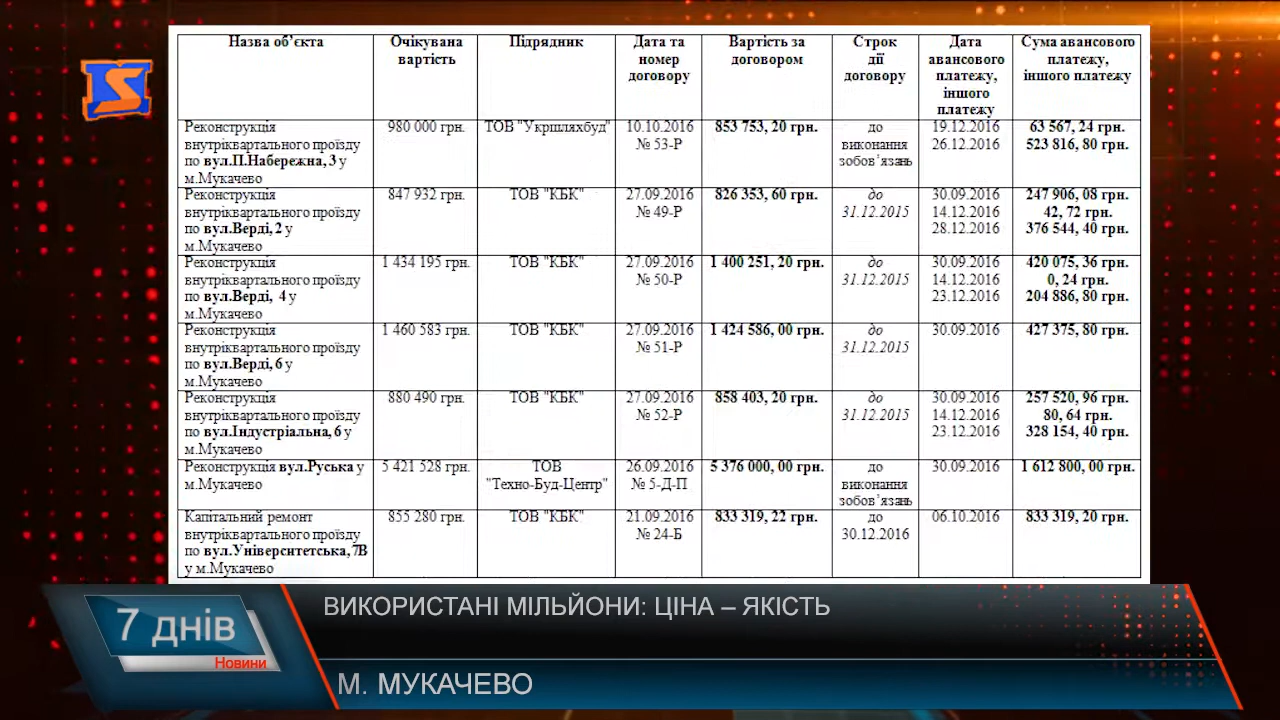 Назва об’єкта
Очікувана
вартість
Підрядник
Дата та
номер
договору
Вартість за
договором
Строк
дії
договору
Дата
авансового
платежу,
іншого
платежу
Сума авансового
платежу,
іншого платежу
Реконструкція
внутріквартального проїзду
по вул.П.Набережна, 3 у
м.Мукачево
980 000 грн.
ТОВ "Укршляхбуд"
10.10.2016
№ 53-Р
853 753, 20 грн.
до
виконання
зобов’язань
19.12.2016
26.12.2016
63 567, 24 грн.
523 816, 80 грн.
Реконструкція
внутріквартального проїзду
по вул.Верді, 2 у
м.Мукачево
847 932 грн.
ТОВ "КБК"
27.09.2016
№ 49-Р
826 353, 60 грн.
до
31.12.2015
30.09.2016
14.12.2016
28.12.2016
247 906, 08 грн.
42, 72 грн.
376 544, 40 грн.
Реконструкція
внутріквартального проїзду
по вул.Верді, 4 у
м.Мукачево
1 434 195 грн.
ТОВ "КБК"
27.09.2016
№ 50-Р
1 400 251, 20 грн.
до
31.12.2015
30.09.2016
14.12.2016
23.12.2016
420 075, 36 грн.
0, 24 грн.
204 886, 80 грн.
Реконструкція
внутріквартального проїзду
по вул.Верді, 6 у
м.Мукачево
1 460 583 грн.
ТОВ "КБК"
27.09.2016
№ 51-Р
1 424 586, 00 грн.
до
31.12.2015
30.09.2016
427 375, 80 грн.
Реконструкція
внутріквартального проїзду
по вул.Індустріальна, 6 у
м.Мукачево
880 490 грн.
ТОВ "КБК"
27.09.2016
№ 52-Р
858 403, 20 грн.
до
31.12.2015
30.09.2016
14.12.2016
23.12.2016
257 520, 96 грн.
80, 64 грн.
328 154, 40 грн.
Реконструкція вул.Руська у
м.Мукачево
5 421 528 грн.
ТОВ
"Техно-Буд-Центр"
26.09.2016
№ 5-Д-П
5 376 000, 00 грн.
до
виконання
зобов’язань
30.09.2016
1 612 800, 00 грн.
Капітальний ремонт
внутріквартального проїзду
по вул.Університетська, 7В
у м.Мукачево
855 280 грн.
ТОВ "КБК"
21.09.2016
№ 24-Б
833 319, 22 грн.
до
30.12.2016
06.10.2016
833 319, 20 грн.
7 днів
Новини
ВИКОРИСТАНІ МІЛЬЙОНИ: ЦІНА – ЯКІСТЬ
М. МУКАЧЕВО